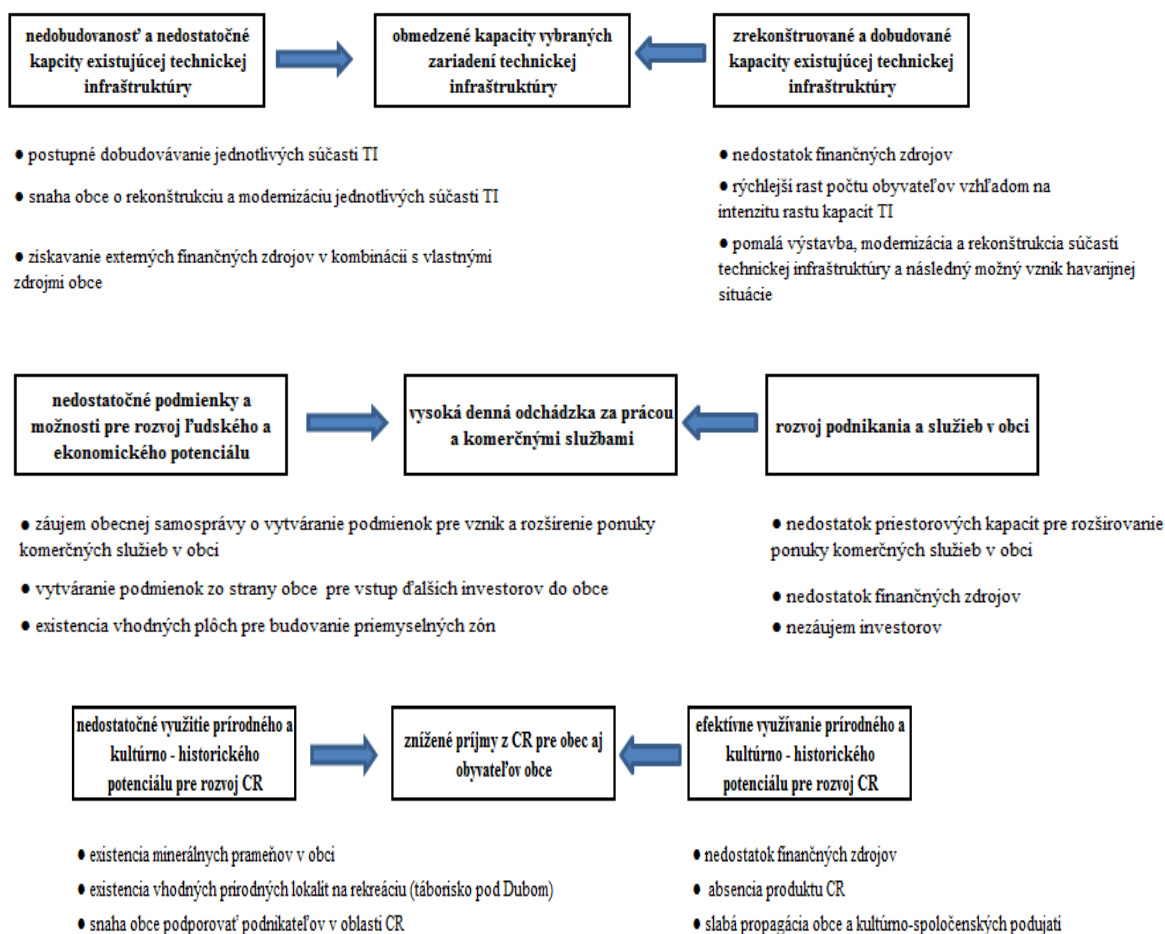 nedobudovanosť a nedostatočné
kapcity existujúcej technickej
infraštruktúry
obmedzené kapacity vybraných
zariadení technickej
infraštruktúry
zrekonštruované a dobudované
kapacity existujúcej technickej
infraštruktúry
● postupné dobudovávanie jednotlivých súčasti TI
● snaha obce o rekonštrukciu a modernizáciu jednotlivých súčasti TI
● získavanie externých finančných zdrojov v kombinácii s vlastnými
zdrojmi obce
● nedostatok finančných zdrojov
● rýchlejší rast počtu obyvateľov vzhľadom na
intenzitu rastu kapacít TI
● pomalá výstavba, modernizácia a rekonštrukcia súčastí
technickej infraštruktúry a následný možný vznik havarijnej
situácie
nedostatočné podmienky a
možnosti pre rozvoj ľudského a
ekonomického potenciálu
vysoká denná odchádzka za prácou
a komerčnými službami
rozvoj podnikania a služieb v obci
● záujem obecnej samosprávy o vytváranie podmienok pre vznik a rozšírenie ponuky
komerčných služieb v obci
● vytváranie podmienok zo strany obce pre vstup ďalších investorov do obce
● existencia vhodných plôch pre budovanie priemyselných zón
● nedostatok priestorových kapacít pre rozširovanie
ponuky komerčných služieb v obci
● nedostatok finančných zdrojov
● nezáujem investorov
nedostatočné využitie prírodného a
kultúrno - historického
potenciálu pre rozvoj CR
znížené príjmy z CR pre obec aj
obyvateľov obce
efektívne využívanie prírodného a
kultúrno - historického
potenciálu pre rozvoj CR
● existencia minerálnych prameňov v obci
● existencia vhodných prírodných lokalít na rekreáciu (táborisko pod Dubom)
● snaha obce podporovať podnikateľov v oblasti CR
● nedostatok finančných zdrojov
● absencia produktu CR
● slabá propagácia obce a kultúrno-spoločenských podujatí